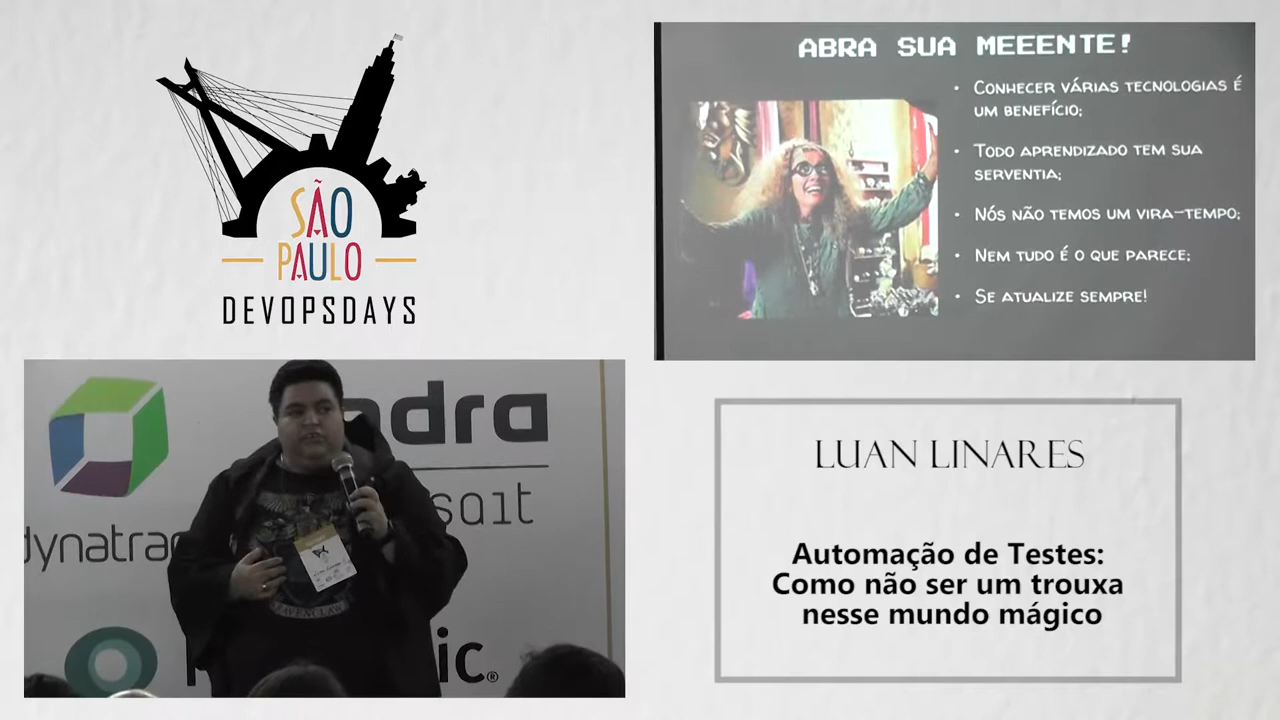 SÃO
PAULO
DEVOPSDAYS
ABRA SUA MEEENTE!
• CONHECER VÁRIAS TECNOLOGIAS É
UM BENEFÍCIO;
• TODO APRENDIZADO TEM SUA
SERVENTIA;
• NÓS NÃO TEMOS UM VIRA-TEMPO;
• NEM TUDO É O QUE PARECE;
• SE ATUALIZE SEMPRE!
dynatra
adra
sait
RAVENCLAW
ic®
LUAN LINARES
Automação de Testes:
Como não ser um trouxa
nesse mundo mágico